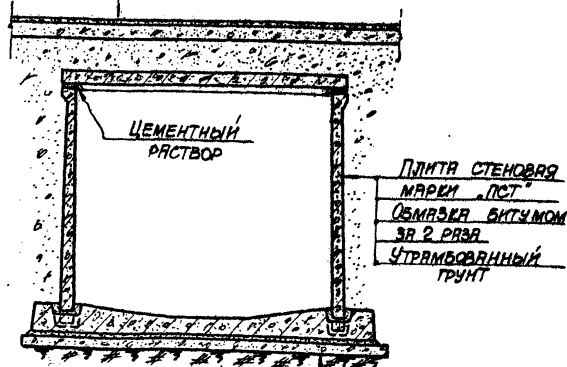 ЦЕМЕНТНЫЙ
РАСТВОР
ПЛИТА СТЕНОВАЯ
МАРКИ „ПСТ"
ОБМАЗКА БИТУМОМ
ЗА 2 РАЗА
УТРАМБОВАННЫЙ
ГРУНТ